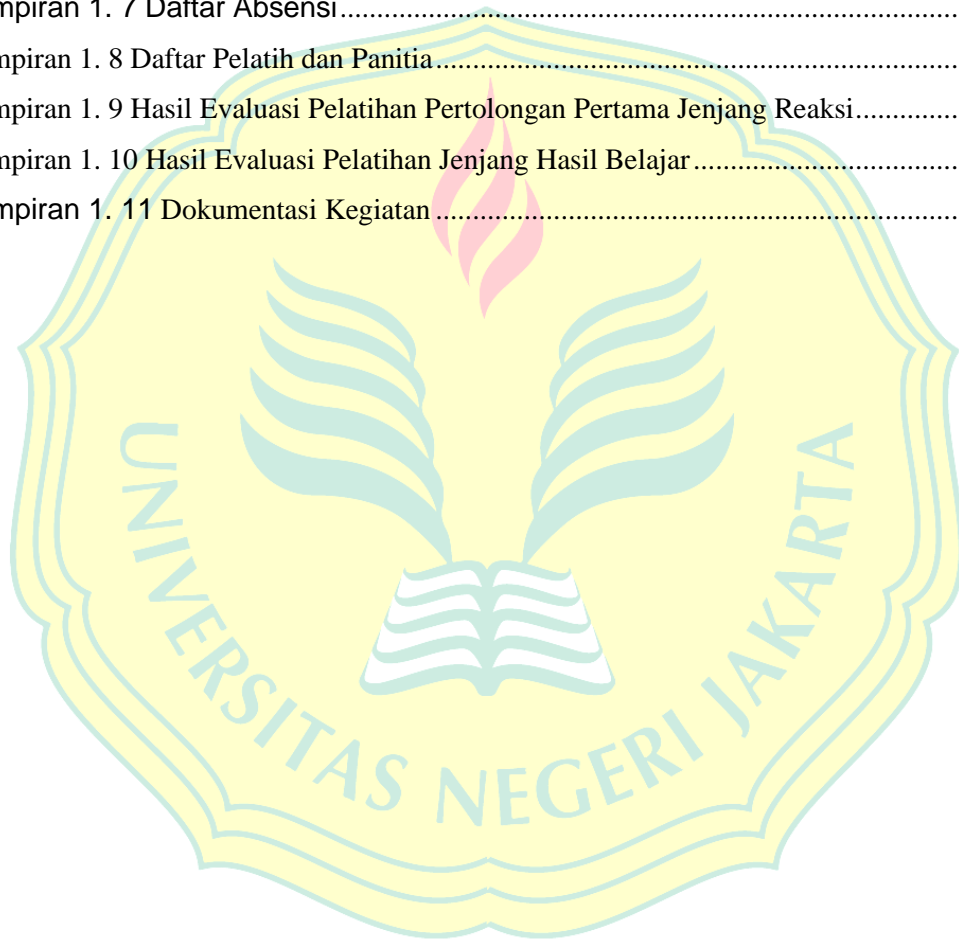 mpiran 1. 7 Daftar Absensi....................................................................................
mpiran 1. 8 Daftar Pelatih dan Panitia........................................................................
mpiran 1. 9 Hasil Evaluasi Pelatihan Pertolongan Pertama Jenjang Reaksi..............
mpiran 1. 10 Hasil Evaluasi Pelatihan Jenjang Hasil Belajar.....................................
mpiran 1. 11 Dokumentasi Kegiatan........................................................................
UNIVERSITAS NEGERI JAKARTA